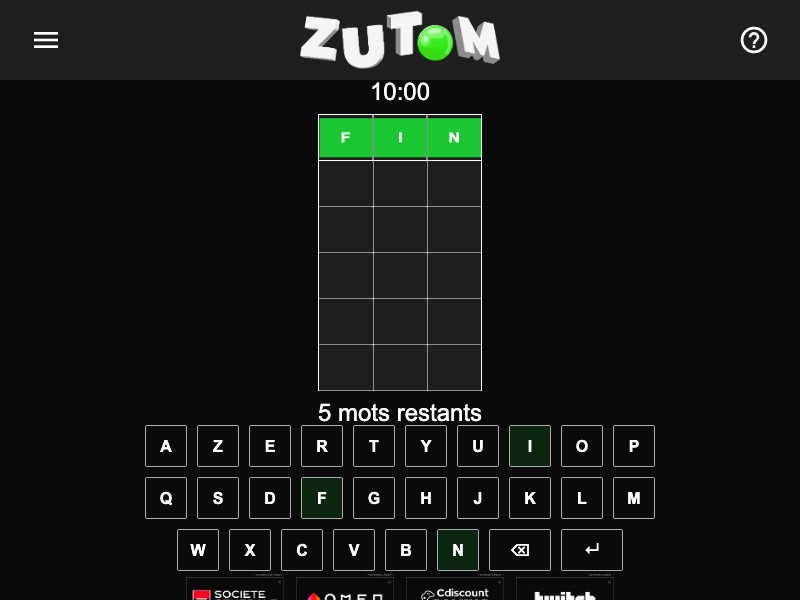 ZUTOM
10:00
F I N
5 mots restants
A Z E R T Y U I O P
Q S D F G H J K L M
W X C V B N
SOCIETE OMEN Cdiscount twitch